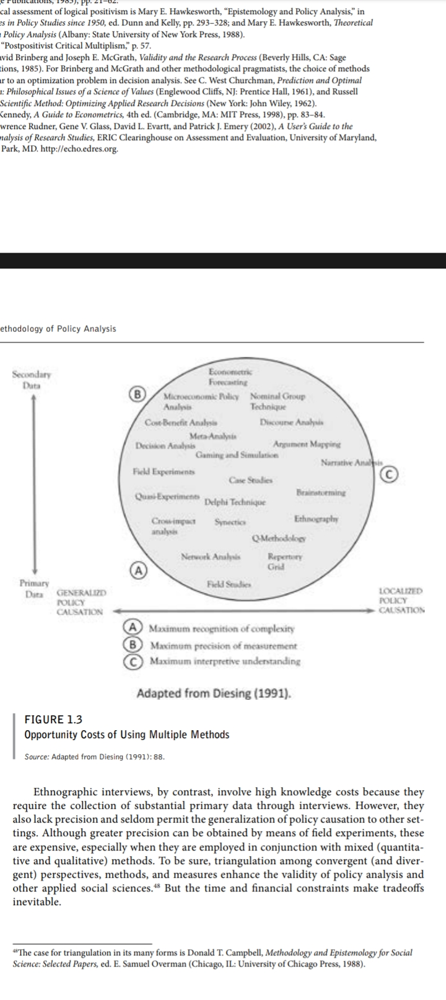 e Publications, 1985), pp. 21–62.
cal assessment of logical positivism is Mary E. Hawkesworth, “Epistemology and Policy Analysis,” in
es in Policy Studies since 1950, ed. Dunn and Kelly, pp. 293–328; and Mary E. Hawkesworth, Theoretical
Policy Analysis (Albany: State University of New York Press, 1988).
“Postpositivist Critical Multiplism,” p. 57.
avid Brinberg and Joseph E. McGrath, Validity and the Research Process (Beverly Hills, CA: Sage
tions, 1985). For Brinberg and McGrath and other methodological pragmatists, the choice of methods
ar to an optimization problem in decision analysis. See C. West Churchman, Prediction and Optimal
n: Philosophical Issues of a Science of Values (Englewood Cliffs, NJ: Prentice Hall, 1961), and Russell
Scientific Method: Optimizing Applied Research Decisions (New York: John Wiley, 1962).
Kennedy, A Guide to Econometrics, 4th ed. (Cambridge, MA: MIT Press, 1998), pp. 83–84.
wrence Rudner, Gene V. Glass, David L. Evartt, and Patrick J. Emery (2002), A User’s Guide to the
nalysis of Research Studies, ERIC Clearinghouse on Assessment and Evaluation, University of Maryland,
Park, MD. http://echo.edres.org.
ethodology of Policy Analysis
Secondary
Data
Econometric
Forecasting
B
Microeconomic Policy
Analysis
Nominal Group
Technique
Cost-Benefit Analysis
Discourse Analysis
Meta-Analysis
Decision Analysis
Argument Mapping
Gaming and Simulation
Narrative Analysis
Field Experiments
C
Case Studies
Quasi-Experiments
Brainstorming
Delphi Technique
Cross-impact
analysis
Synectics
Ethnography
Q-Methodology
Network Analysis
Repertory
Grid
A
Field Studies
Primary
Data
GENERALIZD
POLICY
CAUSATION
LOCALIZED
POLICY
CAUSATION
A Maximum recognition of complexity
B Maximum precision of measurement
C Maximum interpretive understanding
Adapted from Diesing (1991).
FIGURE 1.3
Opportunity Costs of Using Multiple Methods
Source: Adapted from Diesing (1991): 88.
Ethnographic interviews, by contrast, involve high knowledge costs because they
require the collection of substantial primary data through interviews. However, they
also lack precision and seldom permit the generalization of policy causation to other set-
tings. Although greater precision can be obtained by means of field experiments, these
are expensive, especially when they are employed in conjunction with mixed (quantita-
tive and qualitative) methods. To be sure, triangulation among convergent (and diver-
gent) perspectives, methods, and measures enhance the validity of policy analysis and
other applied social sciences.48 But the time and financial constraints make tradeoffs
inevitable.
48The case for triangulation in its many forms is Donald T. Campbell, Methodology and Epistemology for Social
Science: Selected Papers, ed. E. Samuel Overman (Chicago, IL: University of Chicago Press, 1988).